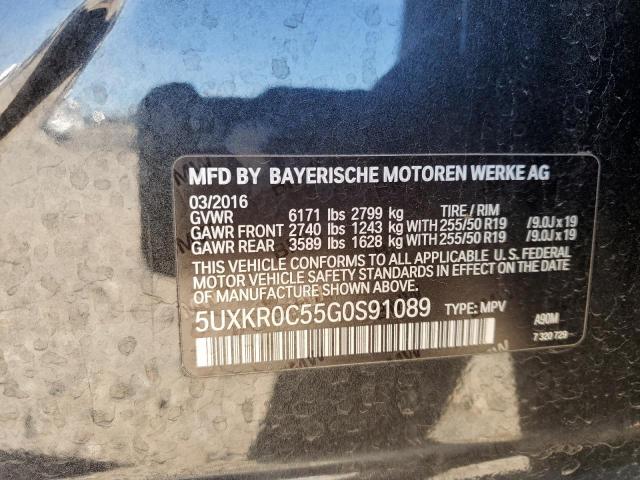 MFD BY BAYERISCHE MOTOREN WERKE AG
03/2016
GVWR 6171 lbs 2799 kg TIRE / RIM
GAWR FRONT 2740 lbs 1243 kg WITH 255/50 R19 /9.0J x 19
GAWR REAR 3589 lbs 1628 kg WITH 255/50 R19 /9.0J x 19
THIS VEHICLE CONFORMS TO ALL APPLICABLE U. S. FEDERAL
MOTOR VEHICLE SAFETY STANDARDS IN EFFECT ON THE DATE OF
MANUFACTURE SHOWN ABOVE.
5UXKR0C55G0S91089 TYPE: MPV A90M
7 320 729